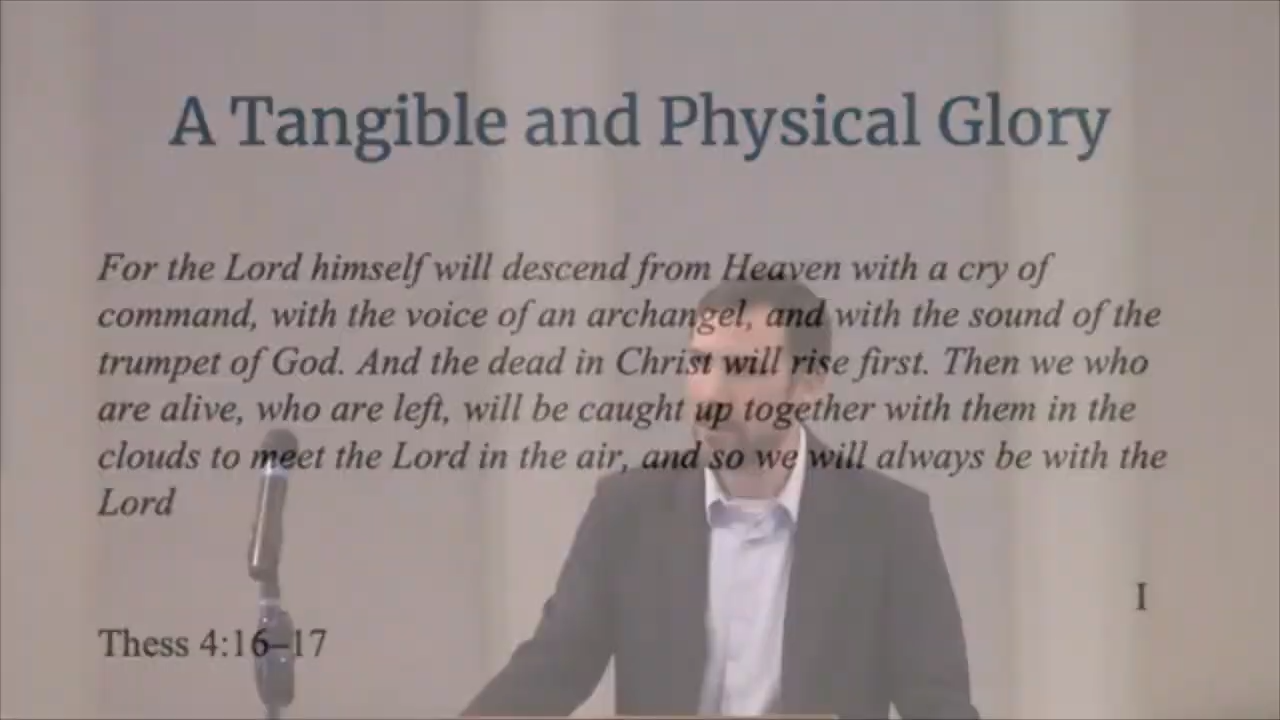 A Tangible and Physical Glory
For the Lord himself will descend from Heaven with a cry of
command, with the voice of an archangel, and with the sound of the
trumpet of God. And the dead in Christ will rise first. Then we who
are alive, who are left, will be caught up together with them in the
clouds to meet the Lord in the air, and so we will always be with the
Lord
I
Thess 4:16–17